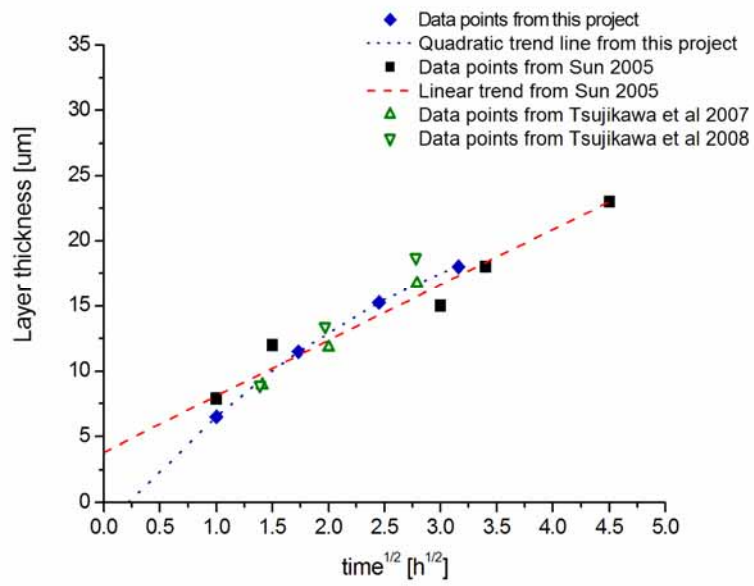 Data points from this project
Quadratic trend line from this project
Data points from Sun 2005
Linear trend from Sun 2005
Data points from Tsujikawa et al 2007
Data points from Tsujikawa et al 2008
Layer thickness [um]
35
30
25
20
15
10
5
0
0.0 0.5 1.0 1.5 2.0 2.5 3.0 3.5 4.0 4.5 5.0
time^1/2 [h^1/2]